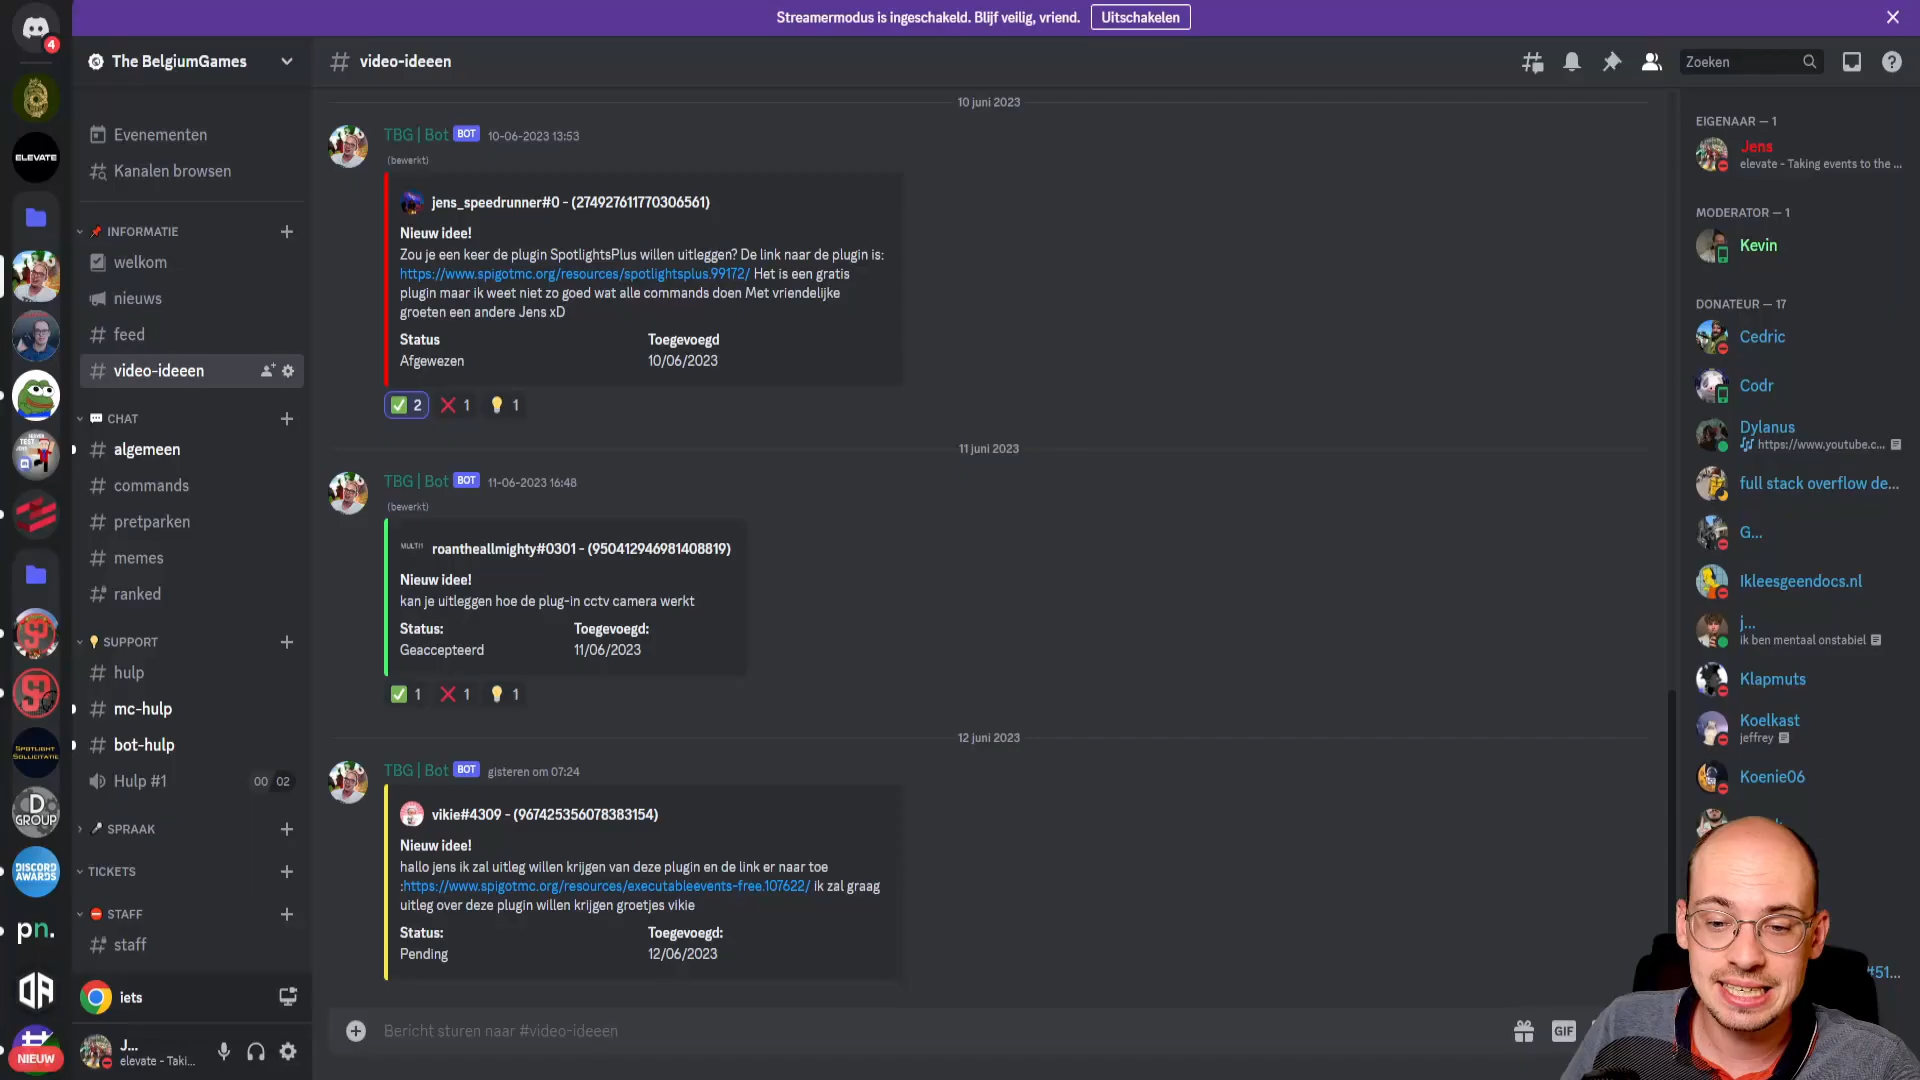 Streamermodus is ingeschakeld. Blijf veilig, vriend.
Uitschakelen
4
The BelgiumGames
video-ideeen
Zoeken
ELEVATE
Evenementen
Kanalen browsen
INFORMATIE
welkom
nieuws
feed
video-ideeen
CHAT
algemeen
commands
pretparken
memes
ranked
SUPPORT
hulp
mc-hulp
bot-hulp
Hulp #1
00 02
SPRAAK
TICKETS
STAFF
staff
iets
J...
elevate - Taki...
SPOTLIGHT
SOLLICITATIE
D
GROUP
DISCORD
AWARDS
pn.
NIEUW
10 juni 2023
TBG | Bot BOT 10-06-2023 13:53
(bewerkt)
jens_speedrunner#0 - (274927611770306561)
Nieuw idee!
Zou je een keer de plugin SpotlightsPlus willen uitleggen? De link naar de plugin is:
https://www.spigotmc.org/resources/spotlightsplus.99172/ Het is een gratis
plugin maar ik weet niet zo goed wat alle commands doen Met vriendelijke
groeten een andere Jens xD
Status Toegevoegd
Afgewezen 10/06/2023
2 1 1
11 juni 2023
TBG | Bot BOT 11-06-2023 16:48
(bewerkt)
MULTI
roantheallmighty#0301 - (950412946981408819)
Nieuw idee!
kan je uitleggen hoe de plug-in cctv camera werkt
Status: Toegevoegd:
Geaccepteerd 11/06/2023
1 1 1
12 juni 2023
TBG | Bot BOT gisteren om 07:24
vikie#4309 - (967425356078383154)
Nieuw idee!
hallo jens ik zal uitleg willen krijgen van deze plugin en de link er naar toe
:https://www.spigotmc.org/resources/executableevents-free.107622/ ik zal graag
uitleg over deze plugin willen krijgen groetjes vikie
Status: Toegevoegd:
Pending 12/06/2023
Bericht sturen naar #video-ideeen
GIF
EIGENAAR — 1
Jens
elevate - Taking events to the ...
MODERATOR — 1
Kevin
DONATEUR — 17
Cedric
Codr
Dylanus
https://www.youtube.c...
full stack overflow de...
G...
Ikleesgeendocs.nl
j...
ik ben mentaal onstabiel
Klapmuts
Koelkast
jeffrey
Koenie06
#51...